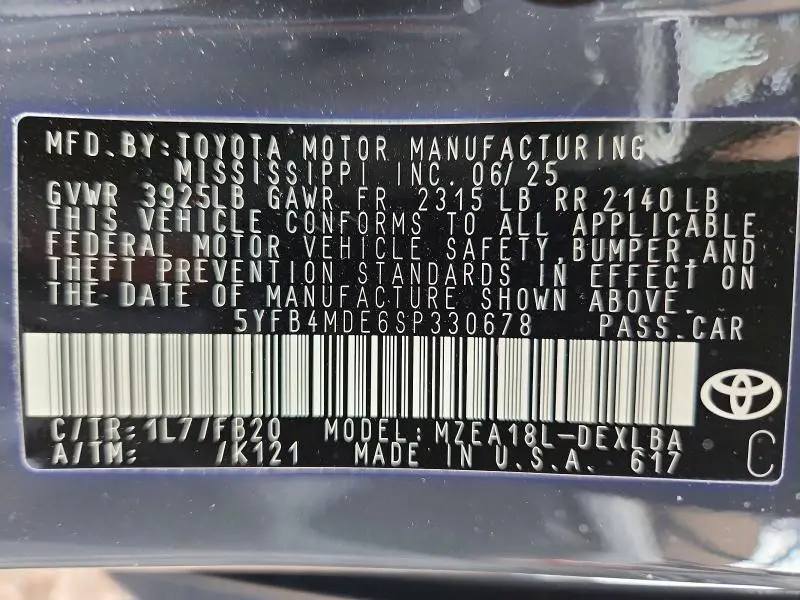 MFD. BY: TOYOTA MOTOR MANUFACTURING
MISSISSIPPI INC. 06/25
GVWR 3925LB GAWR FR 2315 LB RR 2140 LB
THIS VEHICLE CONFORMS TO ALL APPLICABLE
FEDERAL MOTOR VEHICLE SAFETY, BUMPER, AND
THEFT PREVENTION STANDARDS IN EFFECT ON
THE DATE OF MANUFACTURE SHOWN ABOVE.
5YFB4MDE6SP330678 PASS. CAR
C/TR: 1L7/FB20 MODEL: MZEA18L-DEXLBA
A/TM: /K121 MADE IN U.S.A. 617 C